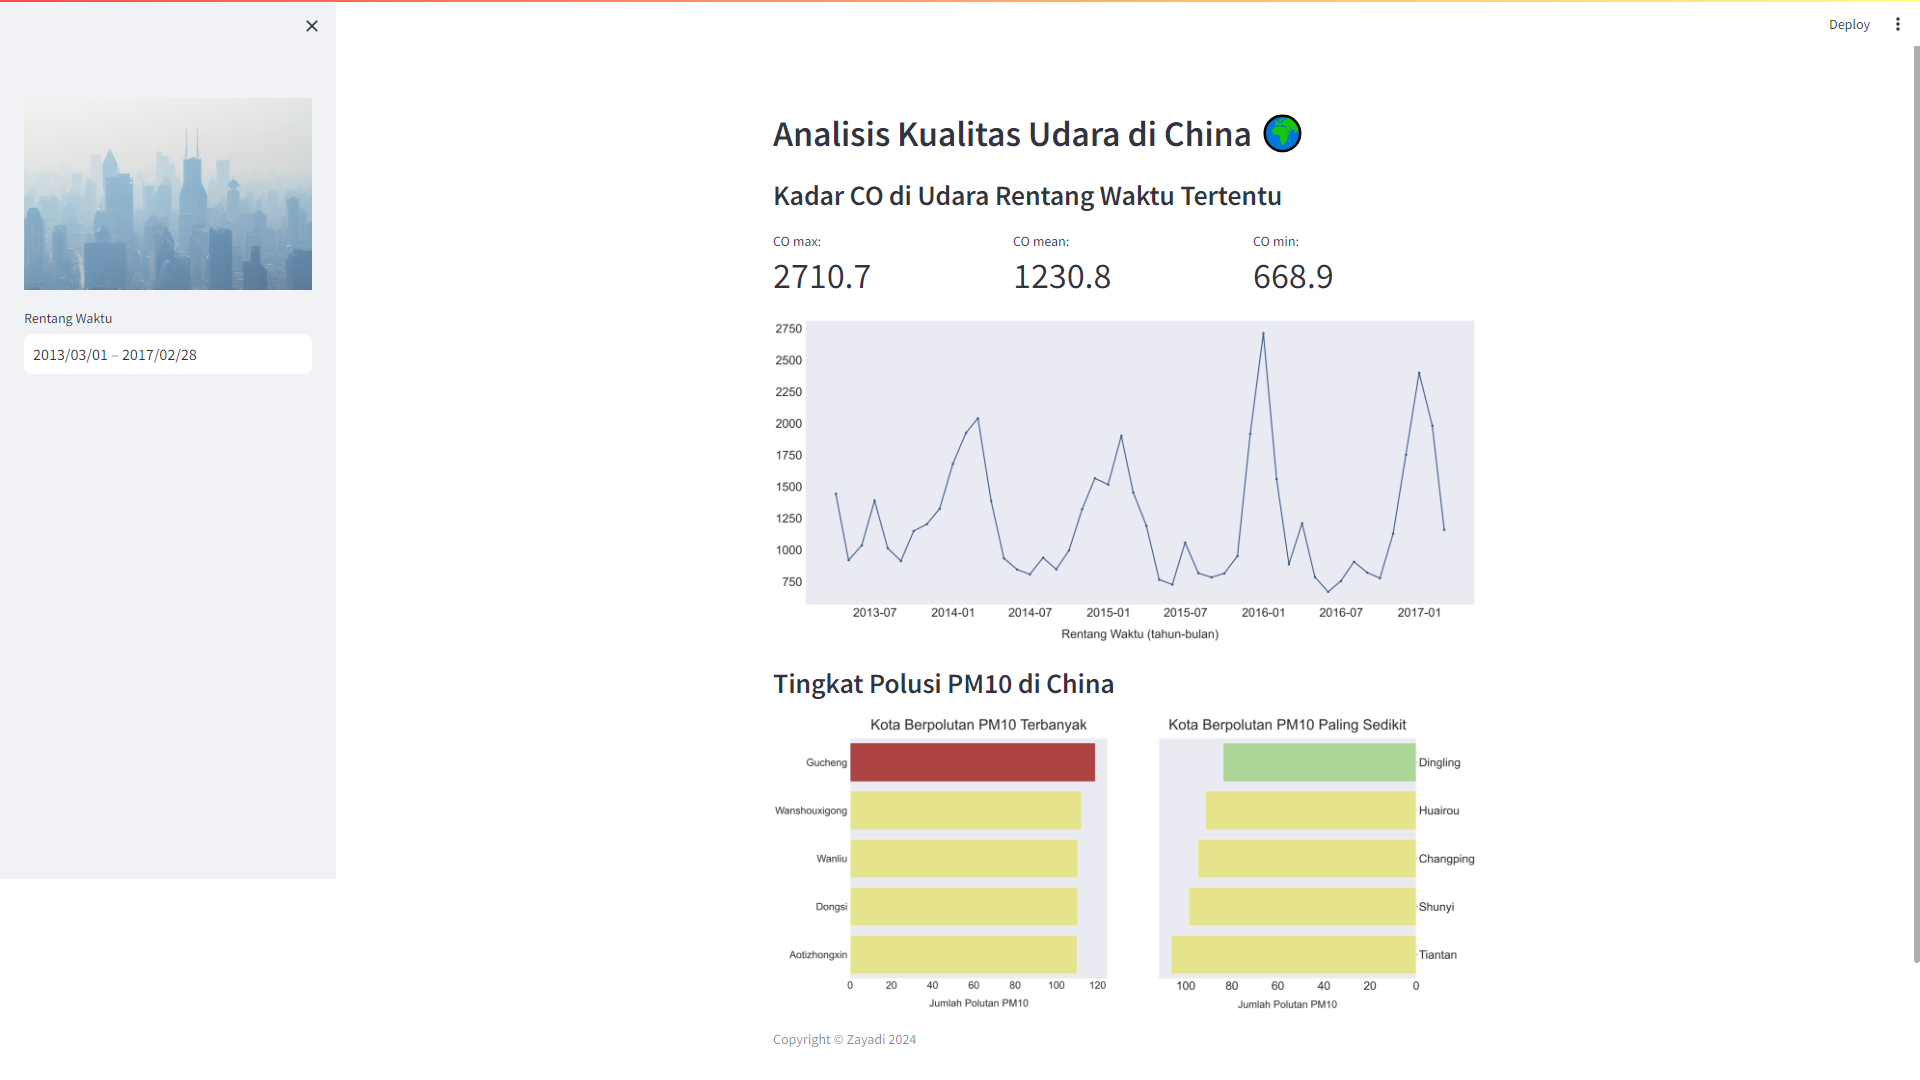 Deploy
Rentang Waktu
2013/03/01 – 2017/02/28
Analisis Kualitas Udara di China
Kadar CO di Udara Rentang Waktu Tertentu
CO max:
CO mean:
CO min:
2710.7
1230.8
668.9
2750
2500
2250
2000
1750
1500
1250
1000
750
2013-07 2014-01 2014-07 2015-01 2015-07 2016-01 2016-07 2017-01
Rentang Waktu (tahun-bulan)
Tingkat Polusi PM10 di China
Kota Berpolutan PM10 Terbanyak
Gucheng
Wanshouxigong
Wanliu
Dongsi
Aotizhongxin
0 20 40 60 80 100 120
Jumlah Polutan PM10
Kota Berpolutan PM10 Paling Sedikit
Dingling
Huairou
Changping
Shunyi
Tiantan
100 80 60 40 20 0
Jumlah Polutan PM10
Copyright © Zayadi 2024